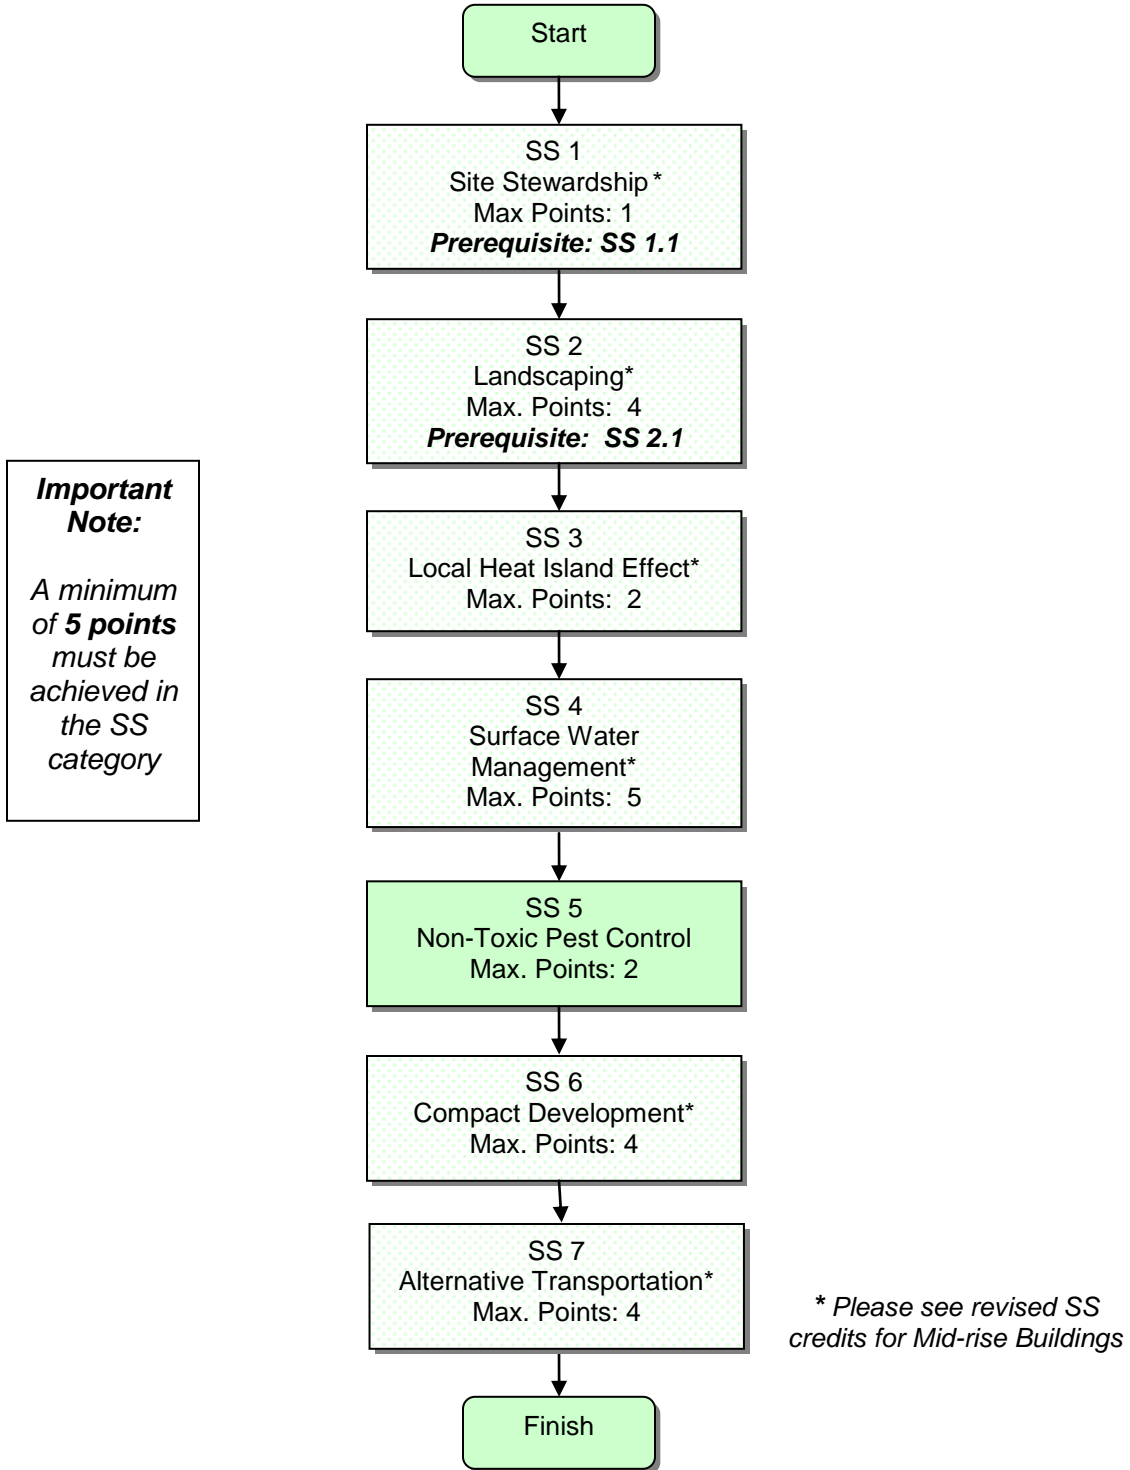 Start
SS 1
Site Stewardship *
Max Points: 1
Prerequisite: SS 1.1
SS 2
Landscaping*
Max. Points: 4
Prerequisite: SS 2.1
Important
Note:
A minimum
of 5 points
must be
achieved in
the SS
category
SS 3
Local Heat Island Effect*
Max. Points: 2
SS 4
Surface Water
Management*
Max. Points: 5
SS 5
Non-Toxic Pest Control
Max. Points: 2
SS 6
Compact Development*
Max. Points: 4
SS 7
Alternative Transportation*
Max. Points: 4
* Please see revised SS
credits for Mid-rise Buildings
Finish